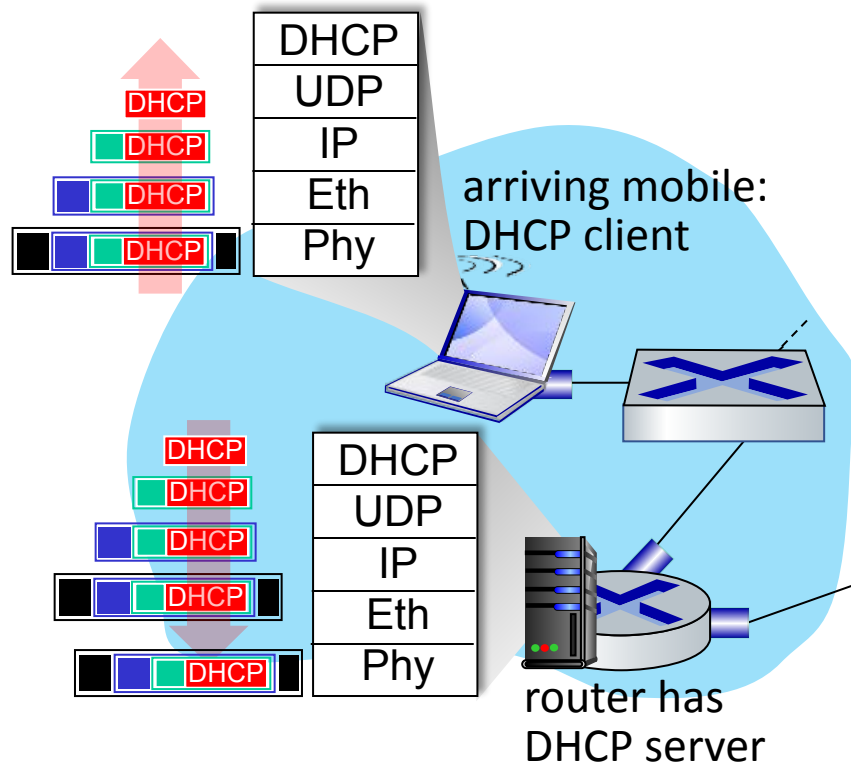 DHCP
UDP
IP
Eth
Phy
DHCP
DHCP
DHCP
DHCP
arriving mobile:
DHCP client
DHCP
UDP
IP
Eth
Phy
DHCP
DHCP
DHCP
DHCP
DHCP
router has
DHCP server